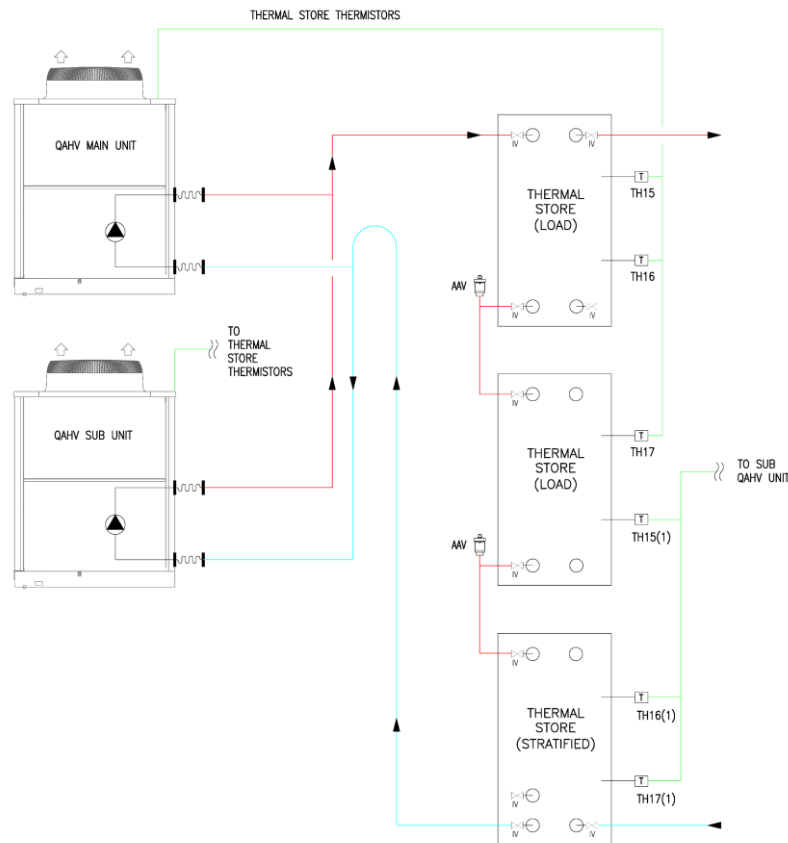 THERMAL STORE THERMISTORS
QAHV MAIN UNIT
IV
IV
THERMAL
STORE
(LOAD)
T
TH15
T
TH16
AAV
IV
IV
TO
THERMAL
STORE
THERMISTORS
QAHV SUB UNIT
IV
THERMAL
STORE
(LOAD)
T
TH17
TO SUB
QAHV UNIT
T
TH15(1)
AAV
IV
IV
THERMAL
STORE
(STRATIFIED)
T
TH16(1)
T
TH17(1)
IV
IV
IV